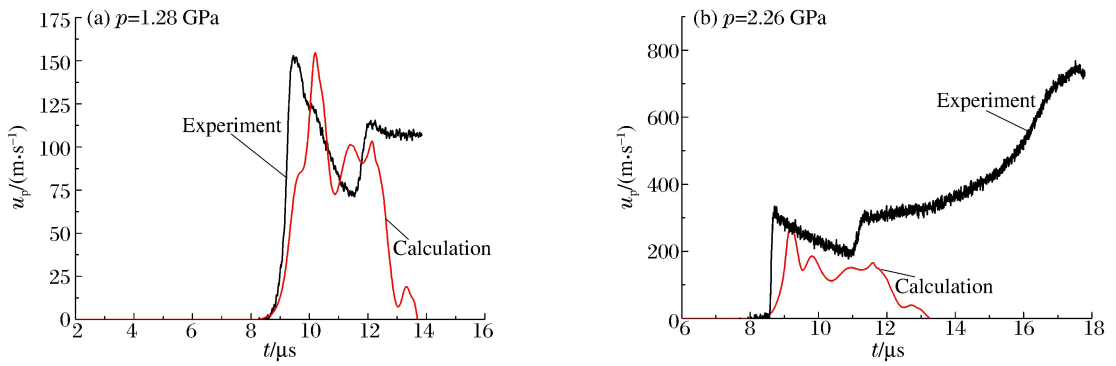 (a) p=1.28 GPa
175
150
125
100
75
50
25
0
u_p/(m·s⁻¹)
Experiment
Calculation
2 4 6 8 10 12 14 16
t/μs
(b) p=2.26 GPa
800
600
400
200
0
u_p/(m·s⁻¹)
Experiment
Calculation
6 8 10 12 14 16 18
t/μs